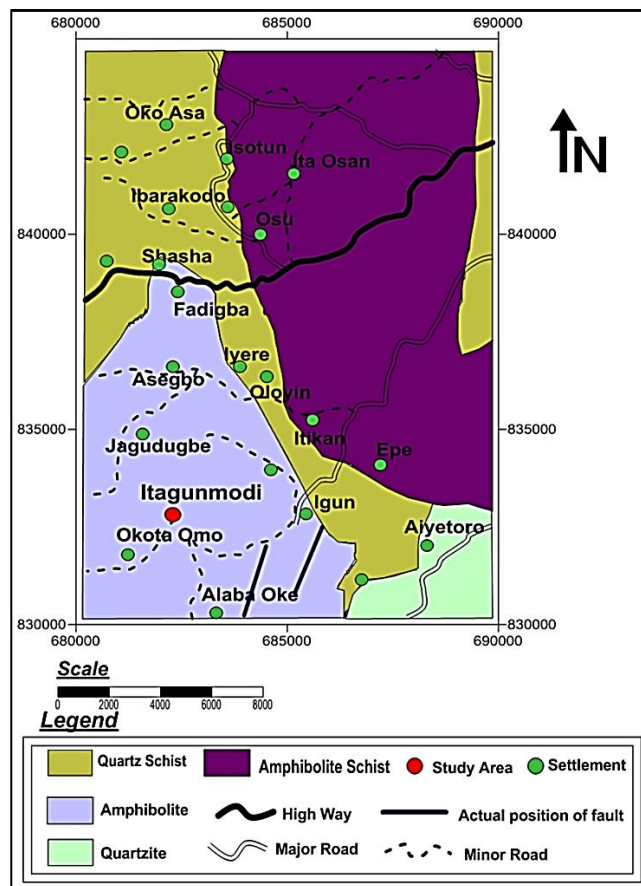 680000 685000 690000
N
Oko Asa
Isotun
Ita Osan
Ibarakodo
Osu
840000 840000
Shasha
Fadigba
Iyere
Asegbo
Oloyin
Itikan
835000 835000
Jagudugbe
Epe
Itagunmodi
Igun
Aiyetoro
Okota Omo
Alaba Oke
830000 830000
680000 685000 690000
Scale
0 2000 4000 6000 8000
Legend
Quartz Schist Amphibolite Schist Study Area Settlement
Amphibolite High Way Actual position of fault
Quartzite Major Road Minor Road